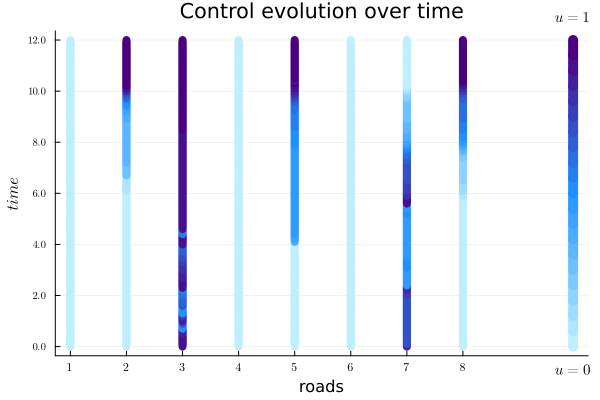 Control evolution over time
u = 1
12.0
10.0
8.0
6.0
4.0
2.0
0.0
time
1 2 3 4 5 6 7 8
u = 0
roads